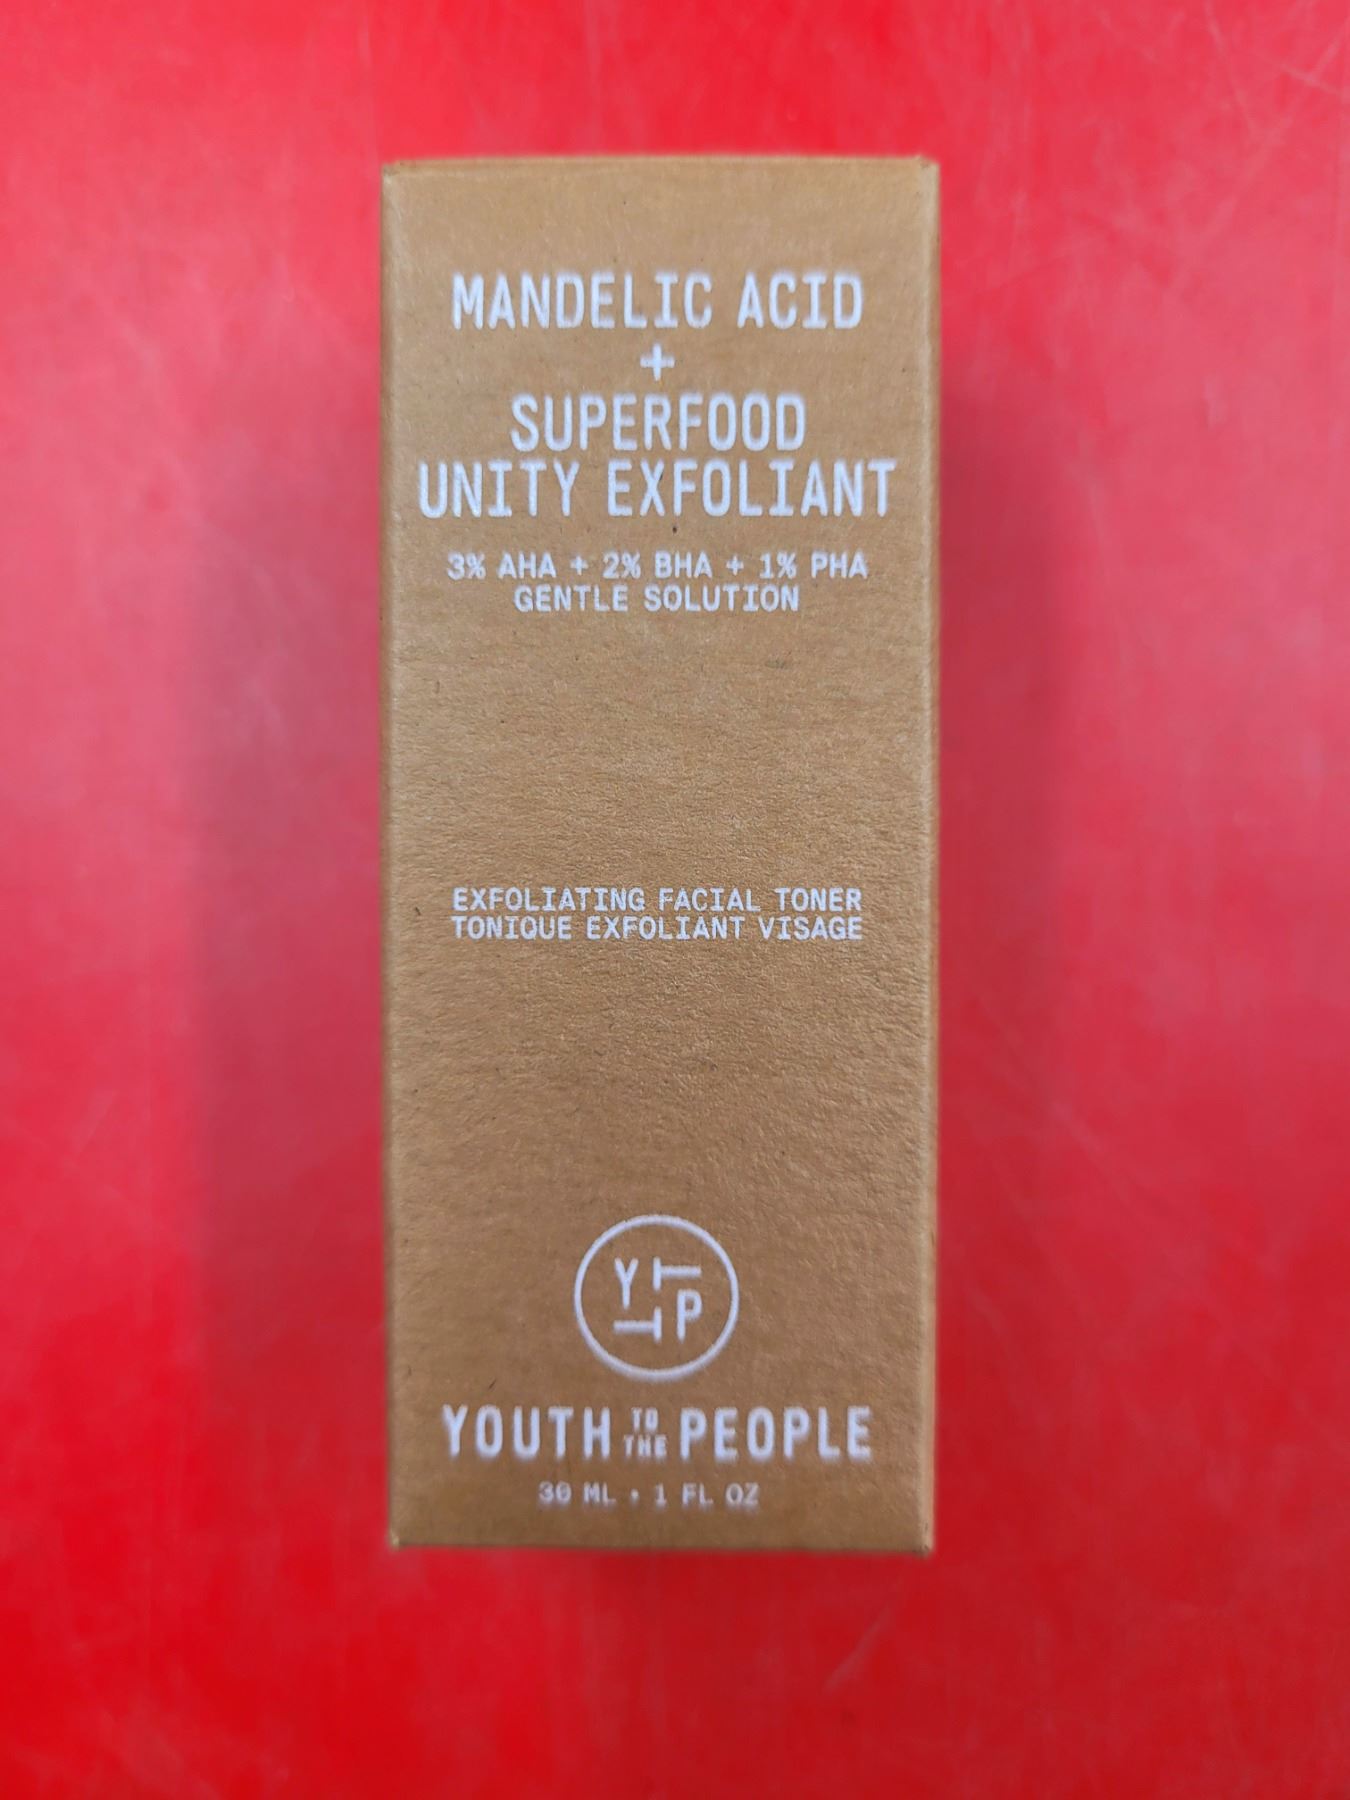 MANDELIC ACID
+
SUPERFOOD
UNITY EXFOLIANT
3% AHA + 2% BHA + 1% PHA
GENTLE SOLUTION
EXFOLIATING FACIAL TONER
TONIQUE EXFOLIANT VISAGE
YTTP
YOUTH TO THE PEOPLE
30 ML • 1 FL OZ